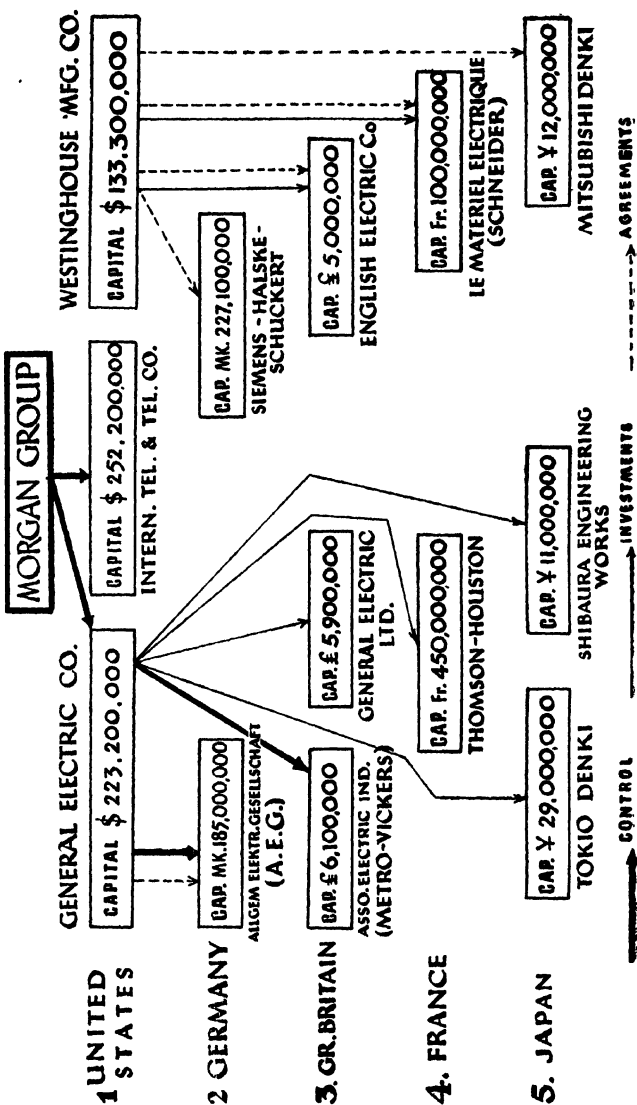 MORGAN GROUP
1 UNITED
STATES
GENERAL ELECTRIC CO.
CAPITAL $ 223,200,000
CAPITAL $ 252,200,000
INTERN. TEL. & TEL. CO.
WESTINGHOUSE MFG. CO.
CAPITAL $ 133,300,000
2 GERMANY
CAP. MK.185,000,000
ALLGEM ELEKTR.GESELLSCHAFT
(A.E.G.)
CAP. MK. 227,100,000
SIEMENS-HALSKE-
SCHUCKERT
3. GR.BRITAIN
CAP. £ 6,100,000
ASSO.ELECTRIC IND.
(METRO-VICKERS)
CAP. £ 5,900,000
GENERAL ELECTRIC
LTD.
CAP. £ 5,000,000
ENGLISH ELECTRIC Co
4. FRANCE
CAP. Fr. 450,000,000
THOMSON-HOUSTON
CAP. Fr. 100,000,000
LE MATERIEL ELECTRIQUE
(SCHNEIDER)
5. JAPAN
CAP. ¥ 29,000,000
TOKIO DENKI
CAP. ¥ 11,000,000
SHIBAURA ENGINEERING
WORKS
CAP. ¥ 12,000,000
MITSUBISHI DENKI
CONTROL
INVESTMENTS
AGREEMENTS